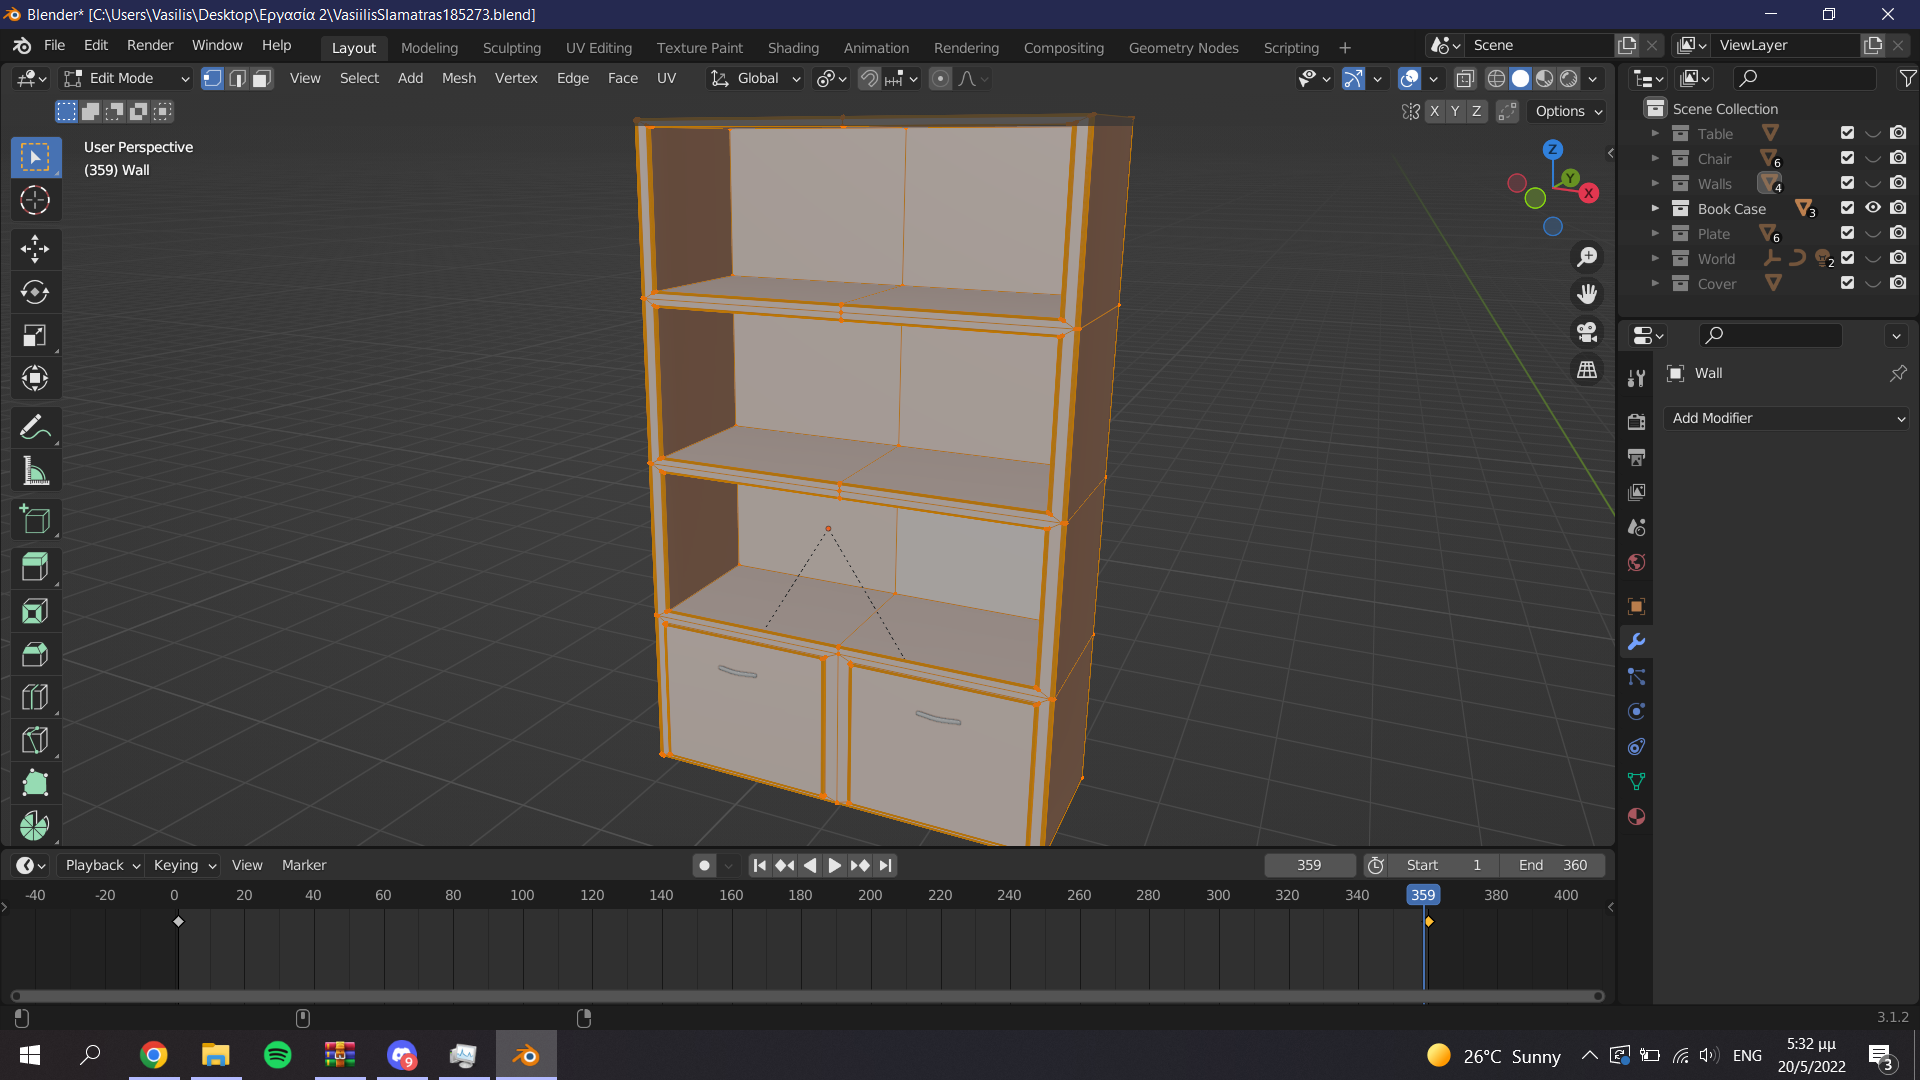 Blender* [C:\Users\Vasilis\Desktop\Εργασία 2\VasiilisSlamatras185273.blend]
File Edit Render Window Help Layout Modeling Sculpting UV Editing Texture Paint Shading Animation Rendering Compositing Geometry Nodes Scripting + Scene ViewLayer
Edit Mode View Select Add Mesh Vertex Edge Face UV Global
X Y Z Options
User Perspective
(359) Wall
Z
Y
X
Scene Collection
Table
Chair 6
Walls 4
Book Case 3
Plate 6
World 2
Cover
Wall
Add Modifier
Playback Keying View Marker 359 Start 1 End 360
-40 -20 0 20 40 60 80 100 120 140 160 180 200 220 240 260 280 300 320 340 359 380 400
3.1.2
9
26°C Sunny ENG 5:32 μμ
20/5/2022
3